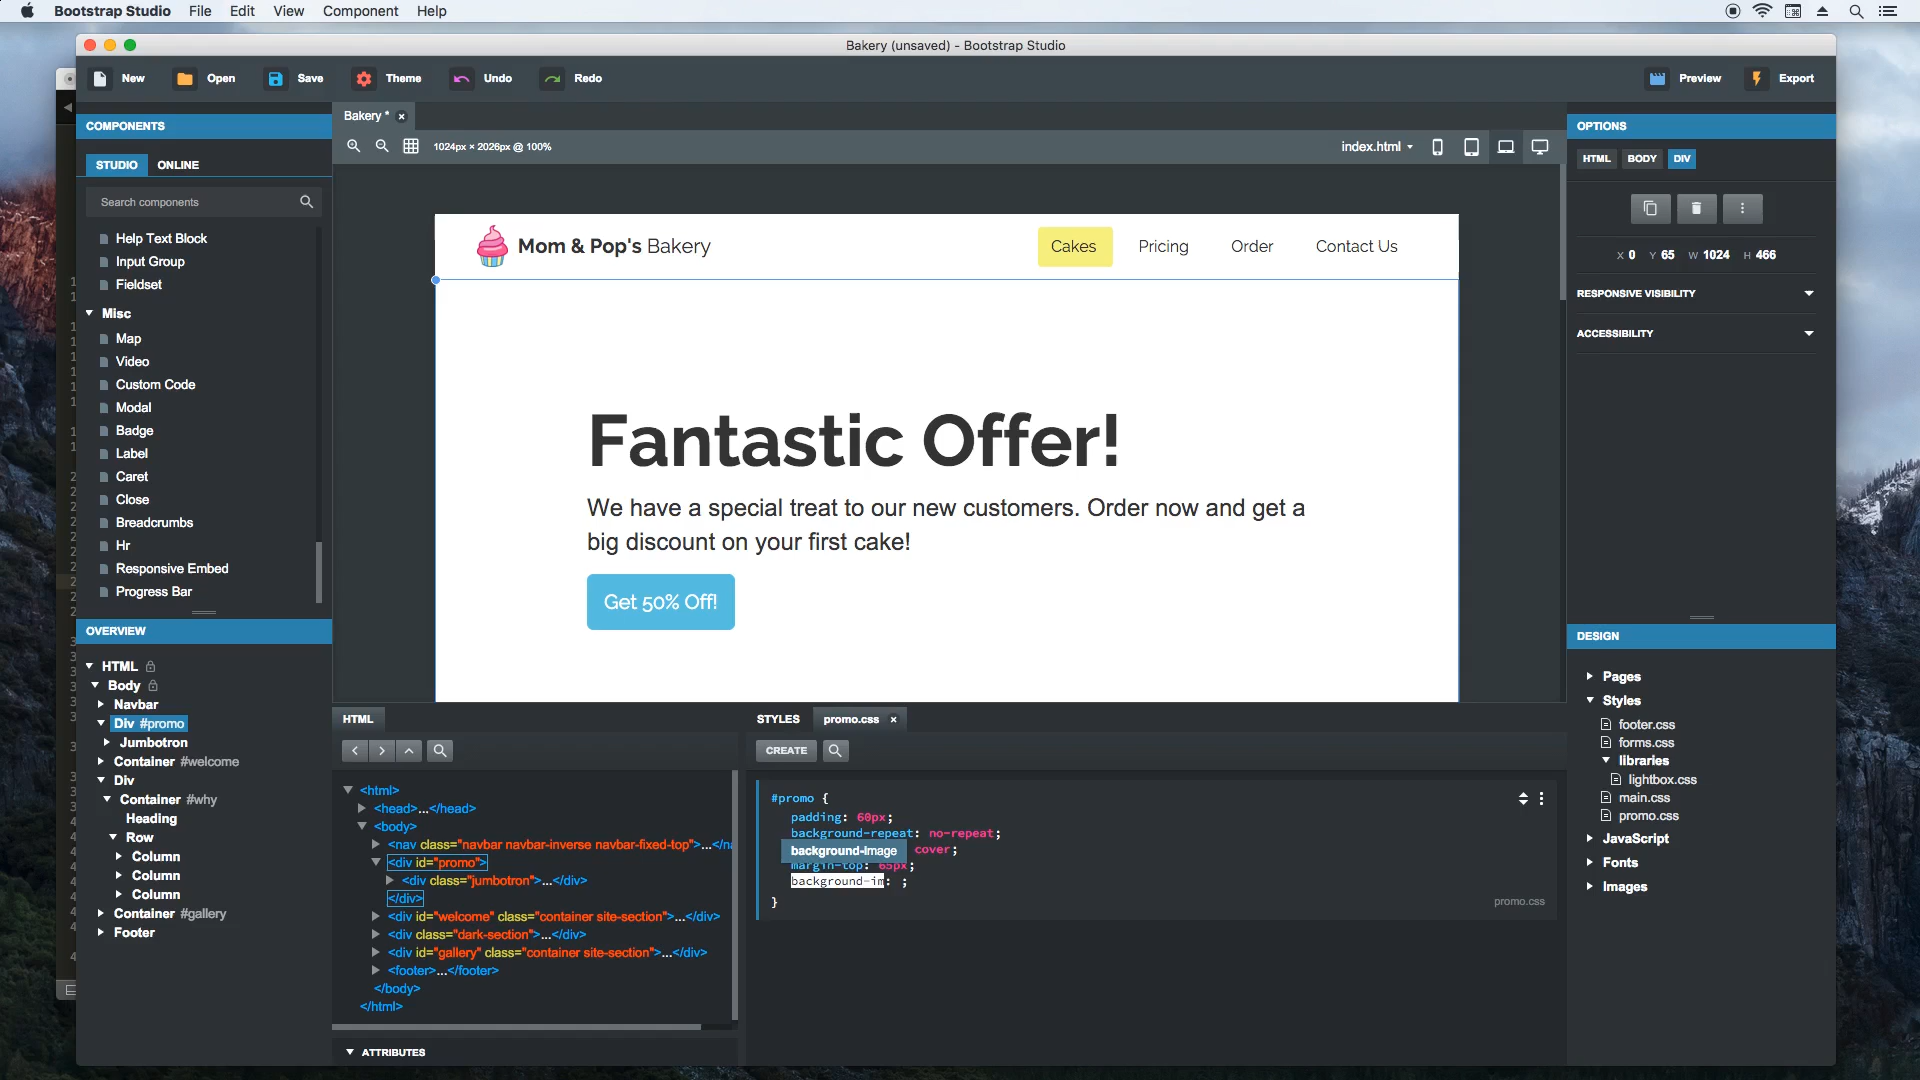 Bootstrap Studio File Edit View Component Help
Bakery (unsaved) - Bootstrap Studio
New Open Save Theme Undo Redo Preview Export
COMPONENTS
STUDIO ONLINE
Search components
Help Text Block
Input Group
Fieldset
Misc
Map
Video
Custom Code
Modal
Badge
Label
Caret
Close
Breadcrumbs
Hr
Responsive Embed
Progress Bar
OVERVIEW
HTML
Body
Navbar
Div #promo
Jumbotron
Container #welcome
Div
Container #why
Heading
Row
Column
Column
Column
Container #gallery
Footer
Bakery *
1024px × 2026px @ 100% index.html
Mom & Pop's Bakery Cakes Pricing Order Contact Us
Fantastic Offer!
We have a special treat to our new customers. Order now and get a
big discount on your first cake!
Get 50% Off!
HTML
<html>
<head>...</head>
<body>
<nav class="navbar navbar-inverse navbar-fixed-top">...</na
<div id="promo">
<div class="jumbotron">...</div>
</div>
<div id="welcome" class="container site-section">...</div>
<div class="dark-section">...</div>
<div id="gallery" class="container site-section">...</div>
<footer>...</footer>
</body>
</html>
ATTRIBUTES
STYLES promo.css
CREATE
#promo {
padding: 60px;
background-repeat: no-repeat;
background-image cover;
margin-top: 65px;
background-im: ;
}
promo.css
OPTIONS
HTML BODY DIV
X 0 Y 65 W 1024 H 466
RESPONSIVE VISIBILITY
ACCESSIBILITY
DESIGN
Pages
Styles
footer.css
forms.css
libraries
lightbox.css
main.css
promo.css
JavaScript
Fonts
Images